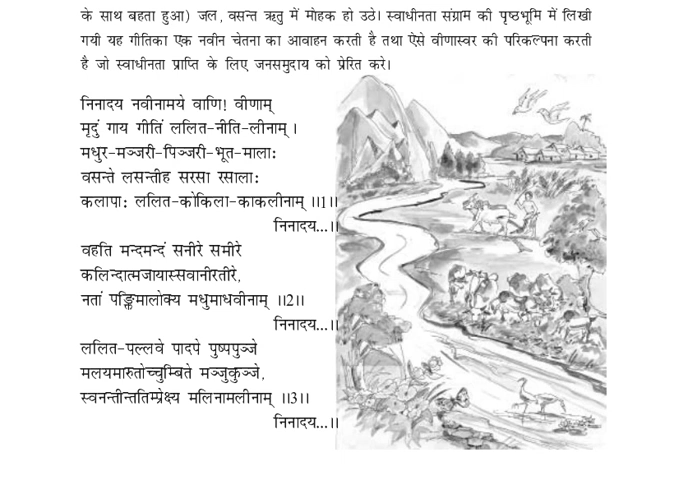 के साथ बहता हुआ) जल, वसन्त ऋतु में मोहक हो उठे। स्वाधीनता संग्राम की पृष्ठभूमि में लिखी
गयी यह गीतिका एक नवीन चेतना का आवाहन करती है तथा ऐसे वीणास्वर की परिकल्पना करती
है जो स्वाधीनता प्राप्ति के लिए जनसमुदाय को प्रेरित करे।
निनादय नवीनामये वाणि! वीणाम्
मृदुं गाय गीतिं ललित-नीति-लीनाम् ।
मधुर-मञ्जरी-पिञ्जरी-भूत-मालाः
वसन्ते लसन्तीह सरसा रसालाः
कलापाः ललित-कोकिला-काकलीनाम् ।।1।।
निनादय...।।
वहति मन्दमन्दं सनीरे समीरे
कलिन्दात्मजायास्सवानीरतीरे,
नतां पङ्क्तिमालोक्य मधुमाधवीनाम् ।।2।।
निनादय...।।
ललित-पल्लवे पादपे पुष्पपुञ्जे
मलयमारुतोच्चुम्बिते मञ्जुकुञ्जे,
स्वनन्तीन्ततिम्प्रेक्ष्य मलिनामलीनाम् ।।3।।
निनादय...।।